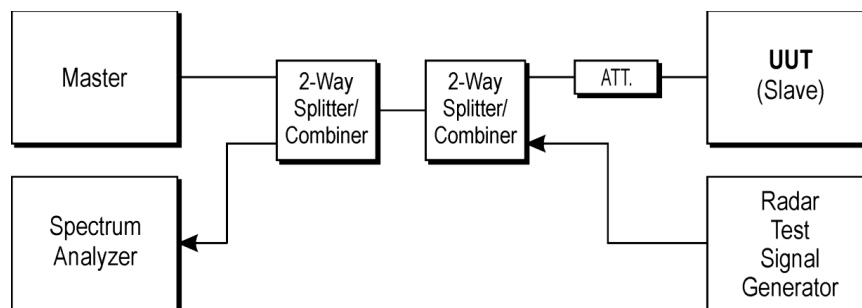 Master
2-Way
Splitter/
Combiner
2-Way
Splitter/
Combiner
ATT.
UUT
(Slave)
Spectrum
Analyzer
Radar
Test
Signal
Generator